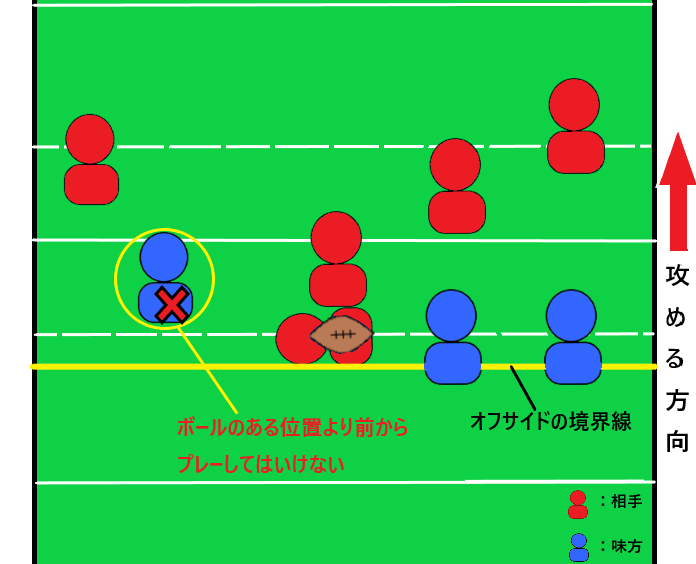 攻める方向
オフサイドの境界線
ボールのある位置より前から
プレーしてはいけない
：相手
：味方